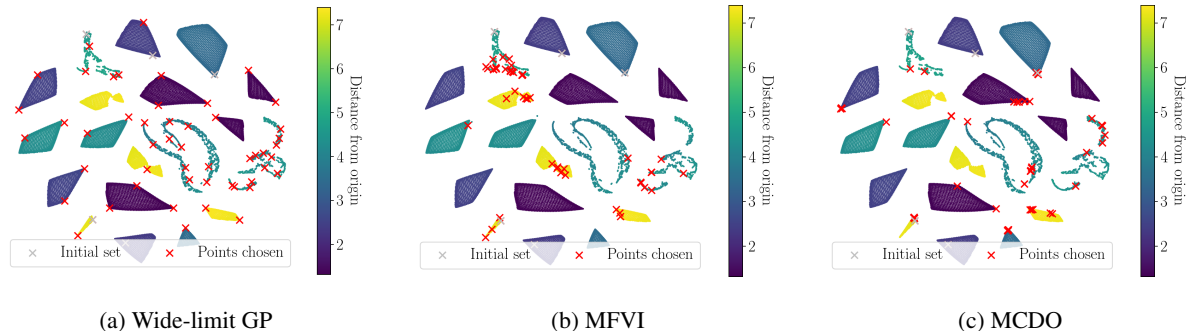 7
6
5
4
3
2
Distance from origin
Initial set
Points chosen
(a) Wide-limit GP
7
6
5
4
3
2
Distance from origin
Initial set
Points chosen
(b) MFVI
7
6
5
4
3
2
Distance from origin
Initial set
Points chosen
(c) MCDO